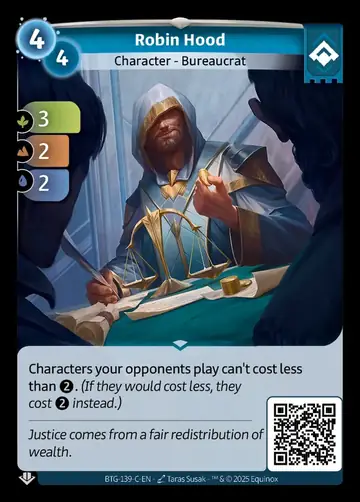 4
4
Robin Hood
Character - Bureaucrat
3
2
2
Characters your opponents play can't cost less
than ❷. (If they would cost less, they
cost ❷ instead.)
Justice comes from a fair redistribution of
wealth.
BTG-139-C-EN - Taras Susak - ™ & © 2025 Equinox